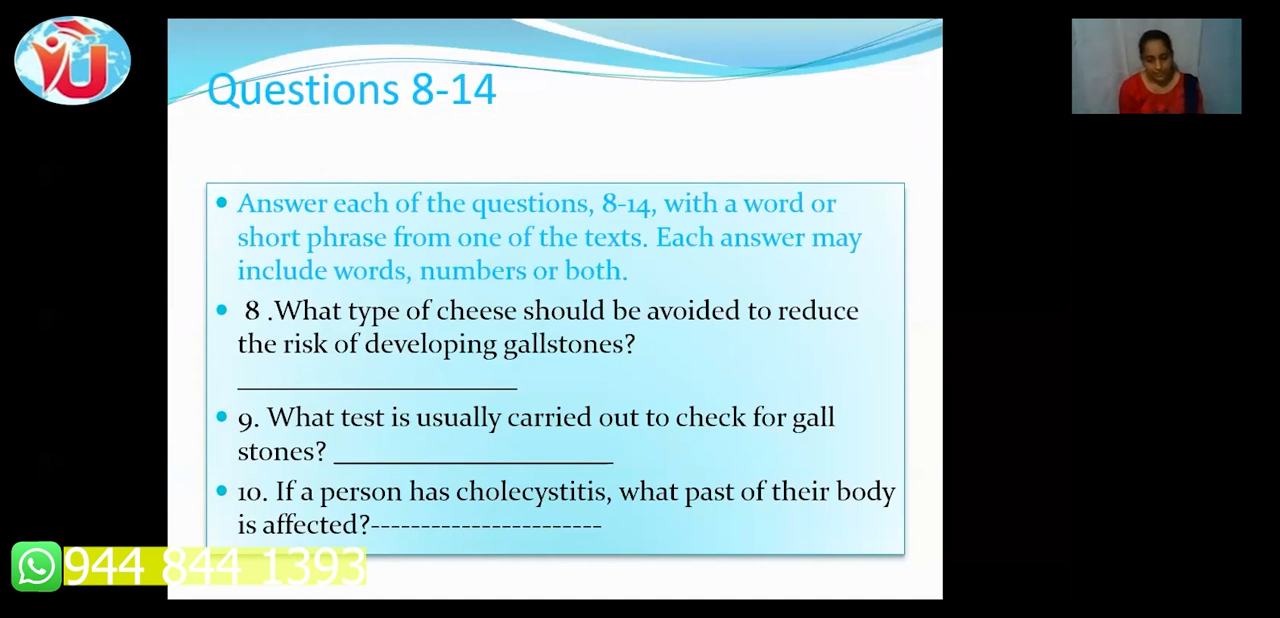 Questions 8-14
• Answer each of the questions, 8-14, with a word or
short phrase from one of the texts. Each answer may
include words, numbers or both.
• 8 .What type of cheese should be avoided to reduce
the risk of developing gallstones?
____________________________
• 9. What test is usually carried out to check for gall
stones? ____________________________
• 10. If a person has cholecystitis, what past of their body
is affected?-----------------------
944 844 1393